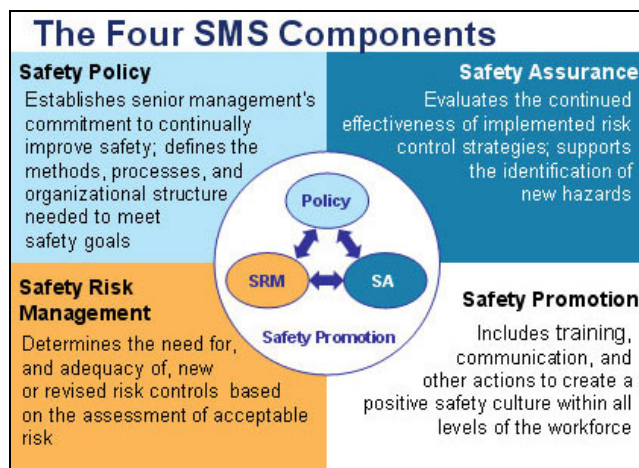 The Four SMS Components
Safety Policy
Establishes senior management's
commitment to continually
improve safety; defines the
methods, processes, and
organizational structure
needed to meet
safety goals
Safety Assurance
Evaluates the continued
effectiveness of implemented risk
control strategies; supports
the identification of
new hazards
Policy
SRM
SA
Safety Promotion
Safety Risk
Management
Determines the need for,
and adequacy of, new
or revised risk controls based
on the assessment of acceptable
risk
Safety Promotion
Includes training,
communication, and
other actions to create a
positive safety culture within all
levels of the workforce